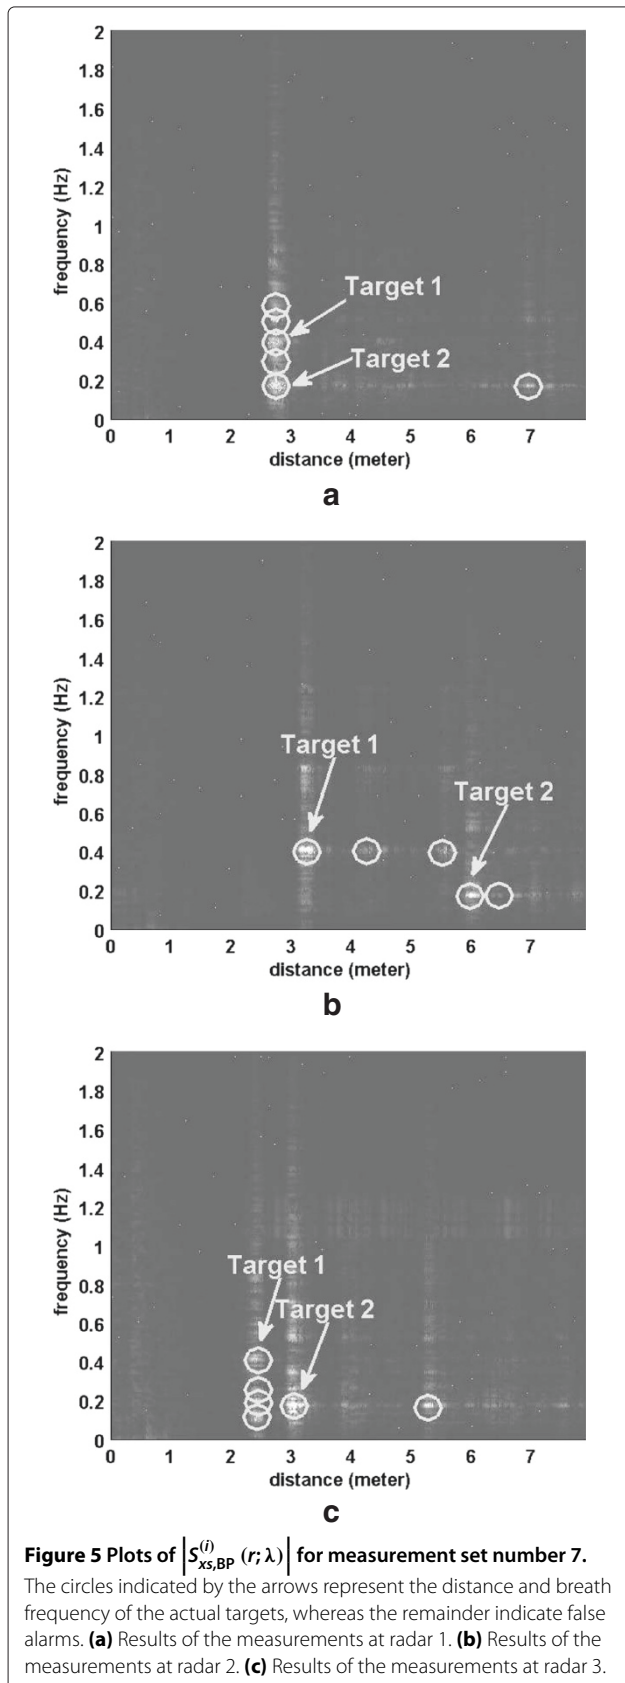 2
1.8
1.6
1.4
1.2
1
0.8
0.6
0.4
0.2
0
frequency (Hz)
Target 1
Target 2
0 1 2 3 4 5 6 7
distance (meter)
a
2
1.8
1.6
1.4
1.2
1
0.8
0.6
0.4
0.2
0
frequency (Hz)
Target 1
Target 2
0 1 2 3 4 5 6 7
distance (meter)
b
2
1.8
1.6
1.4
1.2
1
0.8
0.6
0.4
0.2
0
frequency (Hz)
Target 1
Target 2
0 1 2 3 4 5 6 7
distance (meter)
c
Figure 5 Plots of |S_{xs,BP}^{(i)} (r; λ)| for measurement set number 7.
The circles indicated by the arrows represent the distance and breath
frequency of the actual targets, whereas the remainder indicate false
alarms. (a) Results of the measurements at radar 1. (b) Results of the
measurements at radar 2. (c) Results of the measurements at radar 3.